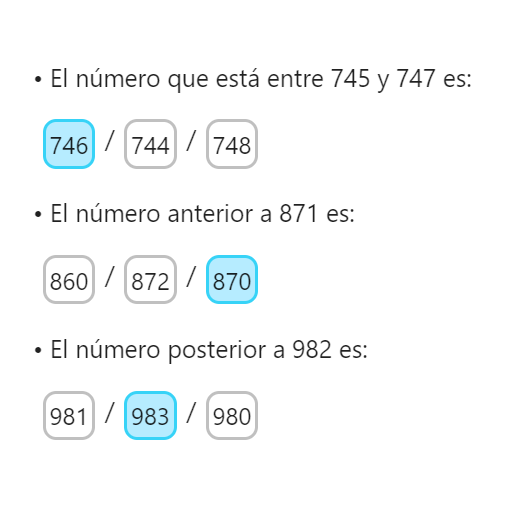 • El número que está entre 745 y 747 es:
746 / 744 / 748
• El número anterior a 871 es:
860 / 872 / 870
• El número posterior a 982 es:
981 / 983 / 980